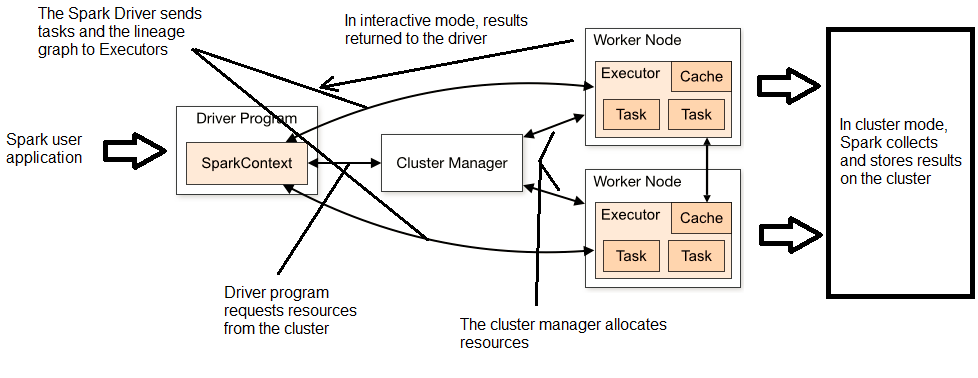 The Spark Driver sends
tasks and the lineage
graph to Executors
In interactive mode, results
returned to the driver
Worker Node
Executor
Cache
Task
Task
Driver Program
SparkContext
Spark user
application
Cluster Manager
In cluster mode,
Spark collects
and stores results
on the cluster
Worker Node
Executor
Cache
Task
Task
Driver program
requests resources
from the cluster
The cluster manager allocates
resources